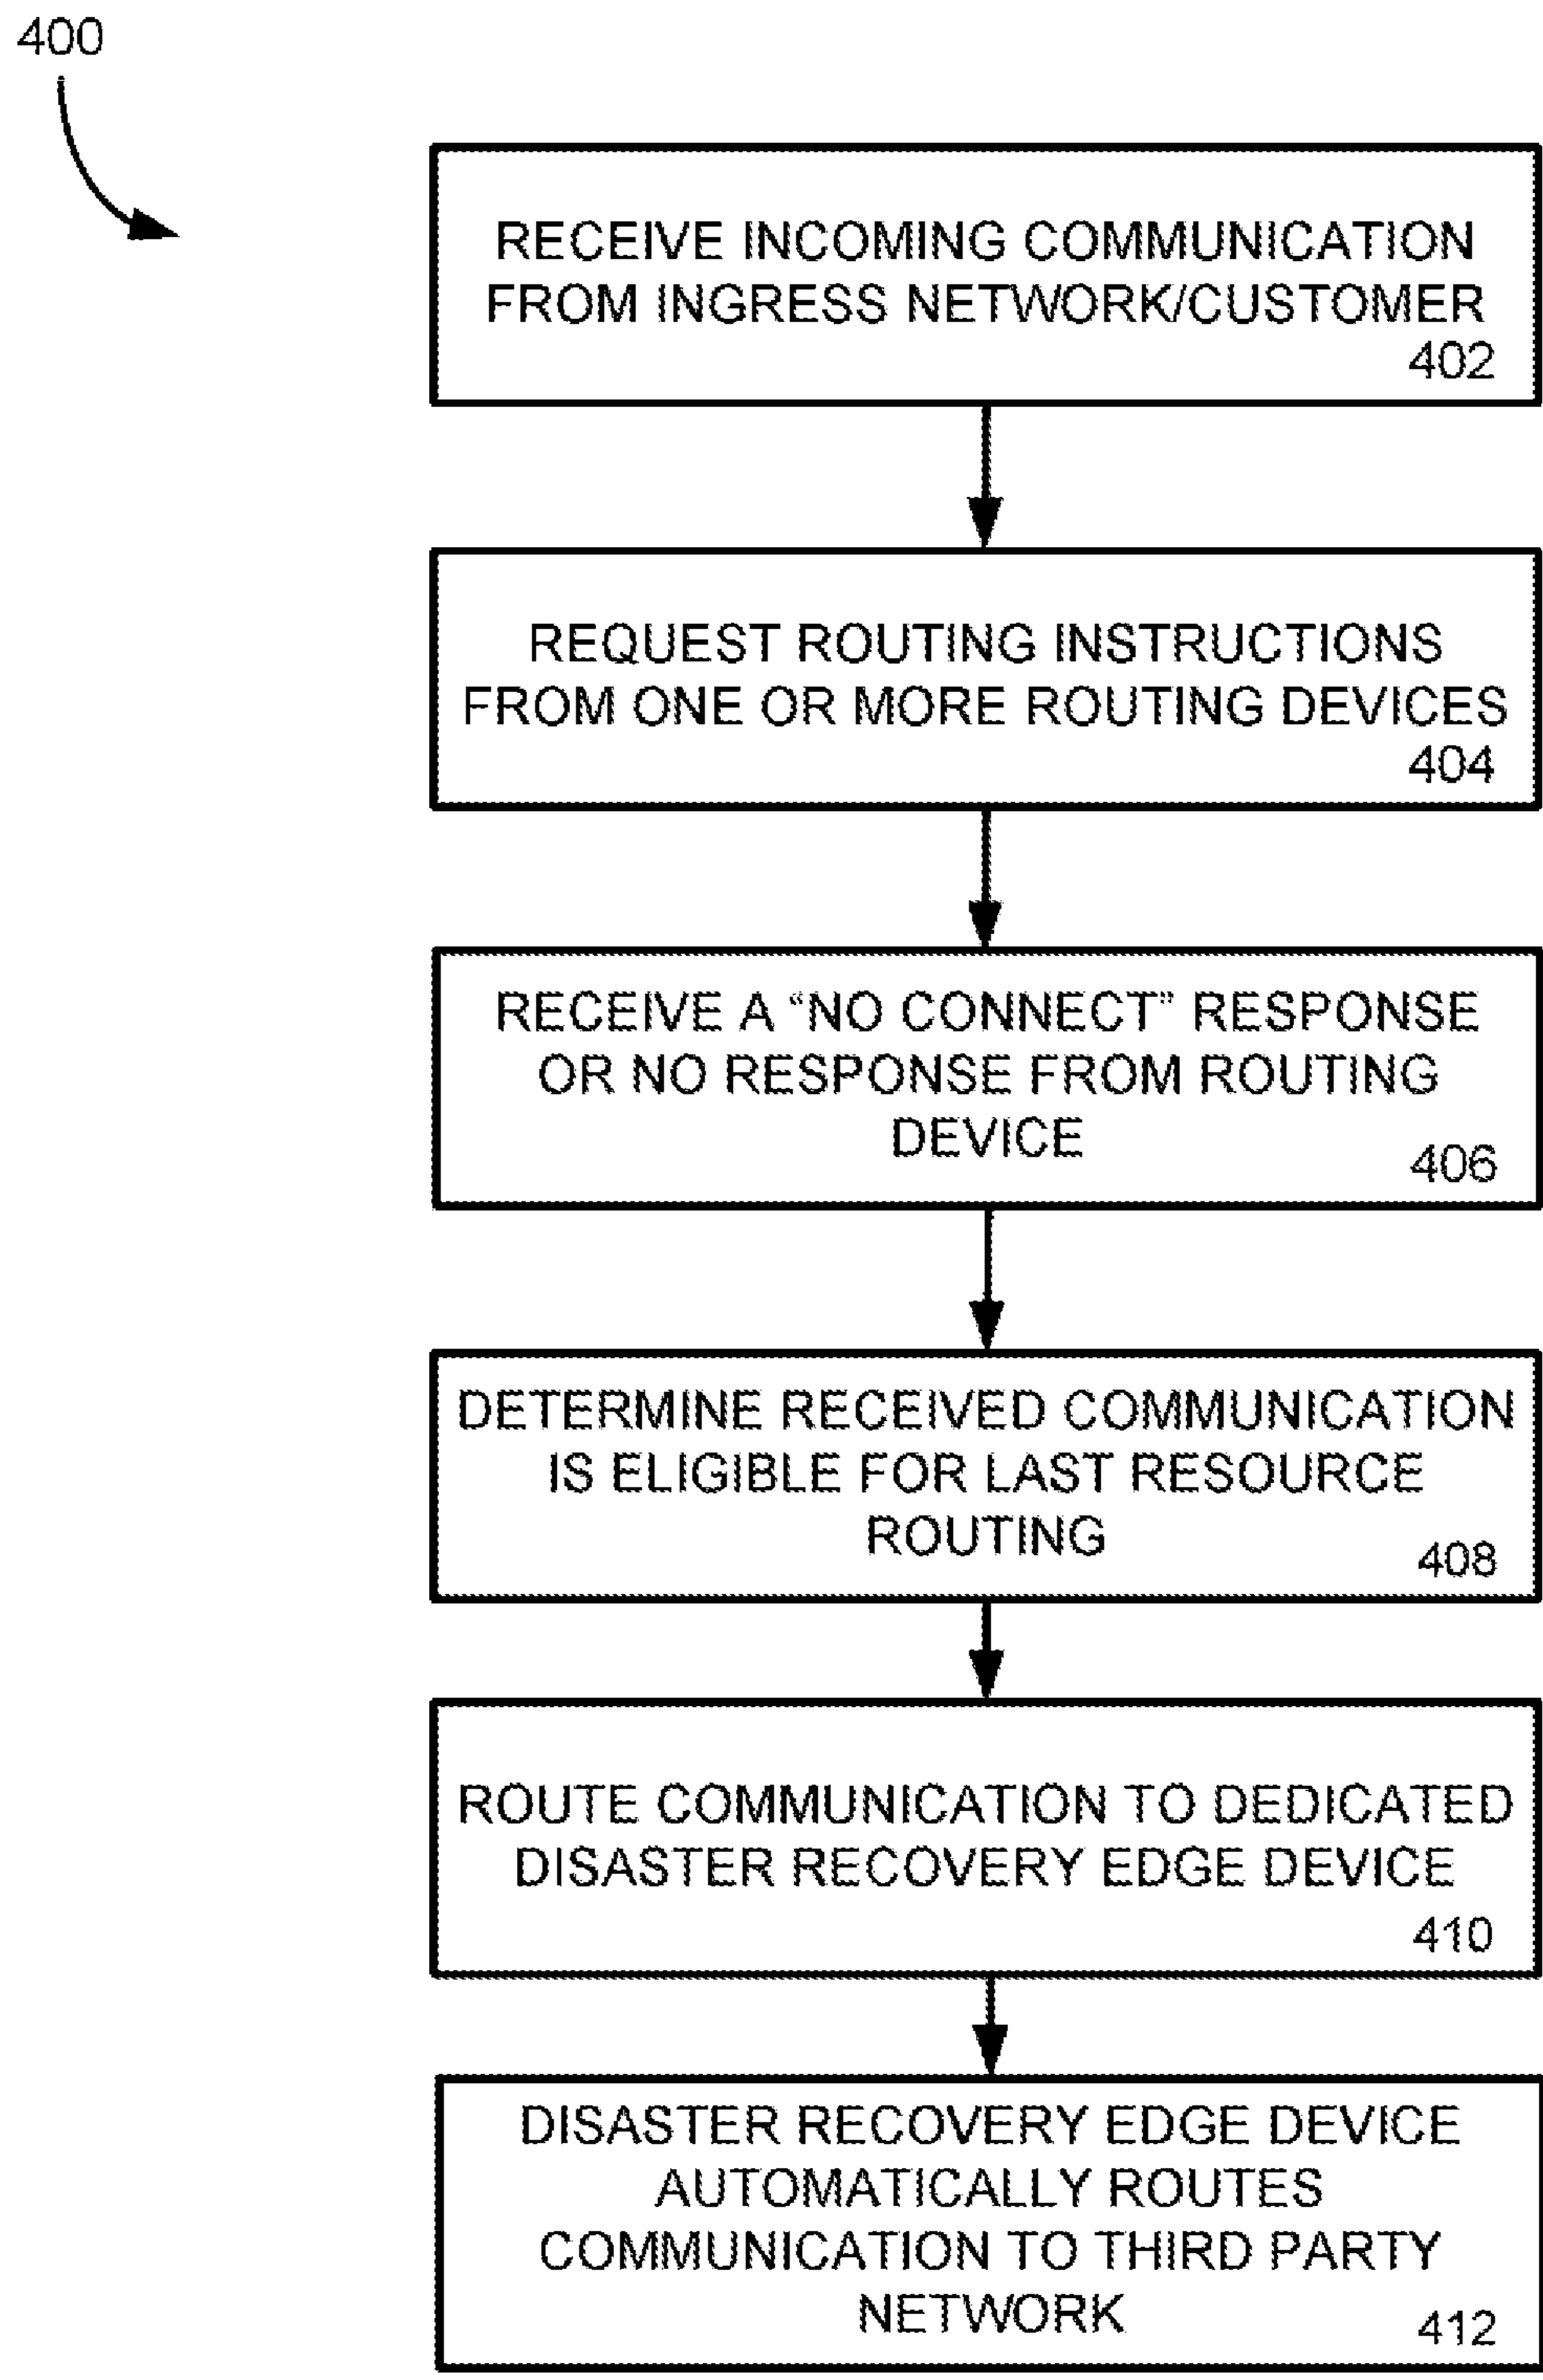 400
RECEIVE INCOMING COMMUNICATION
FROM INGRESS NETWORK/CUSTOMER
402
REQUEST ROUTING INSTRUCTIONS
FROM ONE OR MORE ROUTING DEVICES
404
RECEIVE A “NO CONNECT” RESPONSE
OR NO RESPONSE FROM ROUTING
DEVICE
406
DETERMINE RECEIVED COMMUNICATION
IS ELIGIBLE FOR LAST RESOURCE
ROUTING
408
ROUTE COMMUNICATION TO DEDICATED
DISASTER RECOVERY EDGE DEVICE
410
DISASTER RECOVERY EDGE DEVICE
AUTOMATICALLY ROUTES
COMMUNICATION TO THIRD PARTY
NETWORK
412